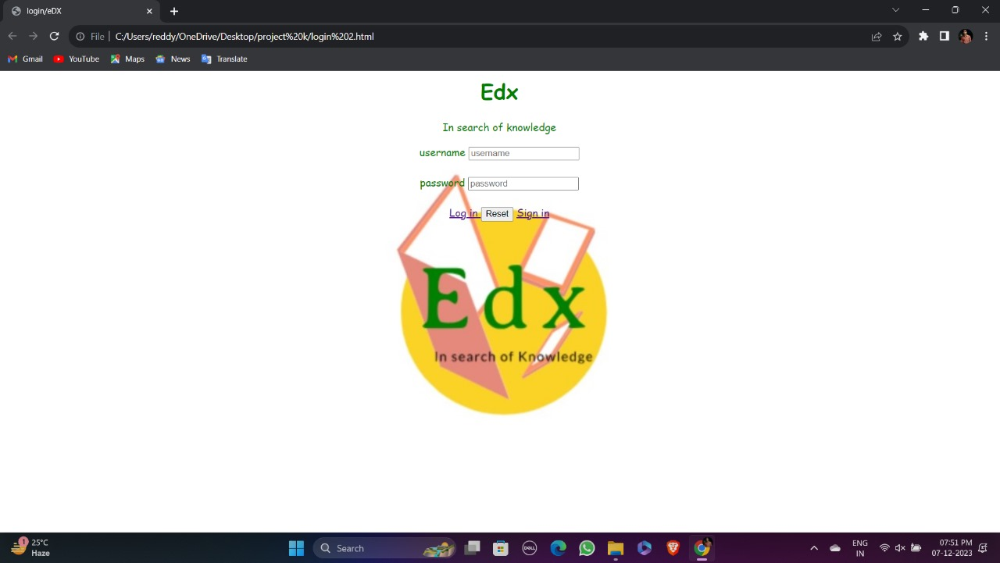 login/eDX
File | C:/Users/reddy/OneDrive/Desktop/project%20k/login%202.html
Gmail YouTube Maps News Translate
Edx
In search of knowledge
username username
password password
Log in Reset Sign in
Edx
In search of Knowledge
1 25°C
Haze
Search
DELL
ENG
IN
07:51 PM
07-12-2023